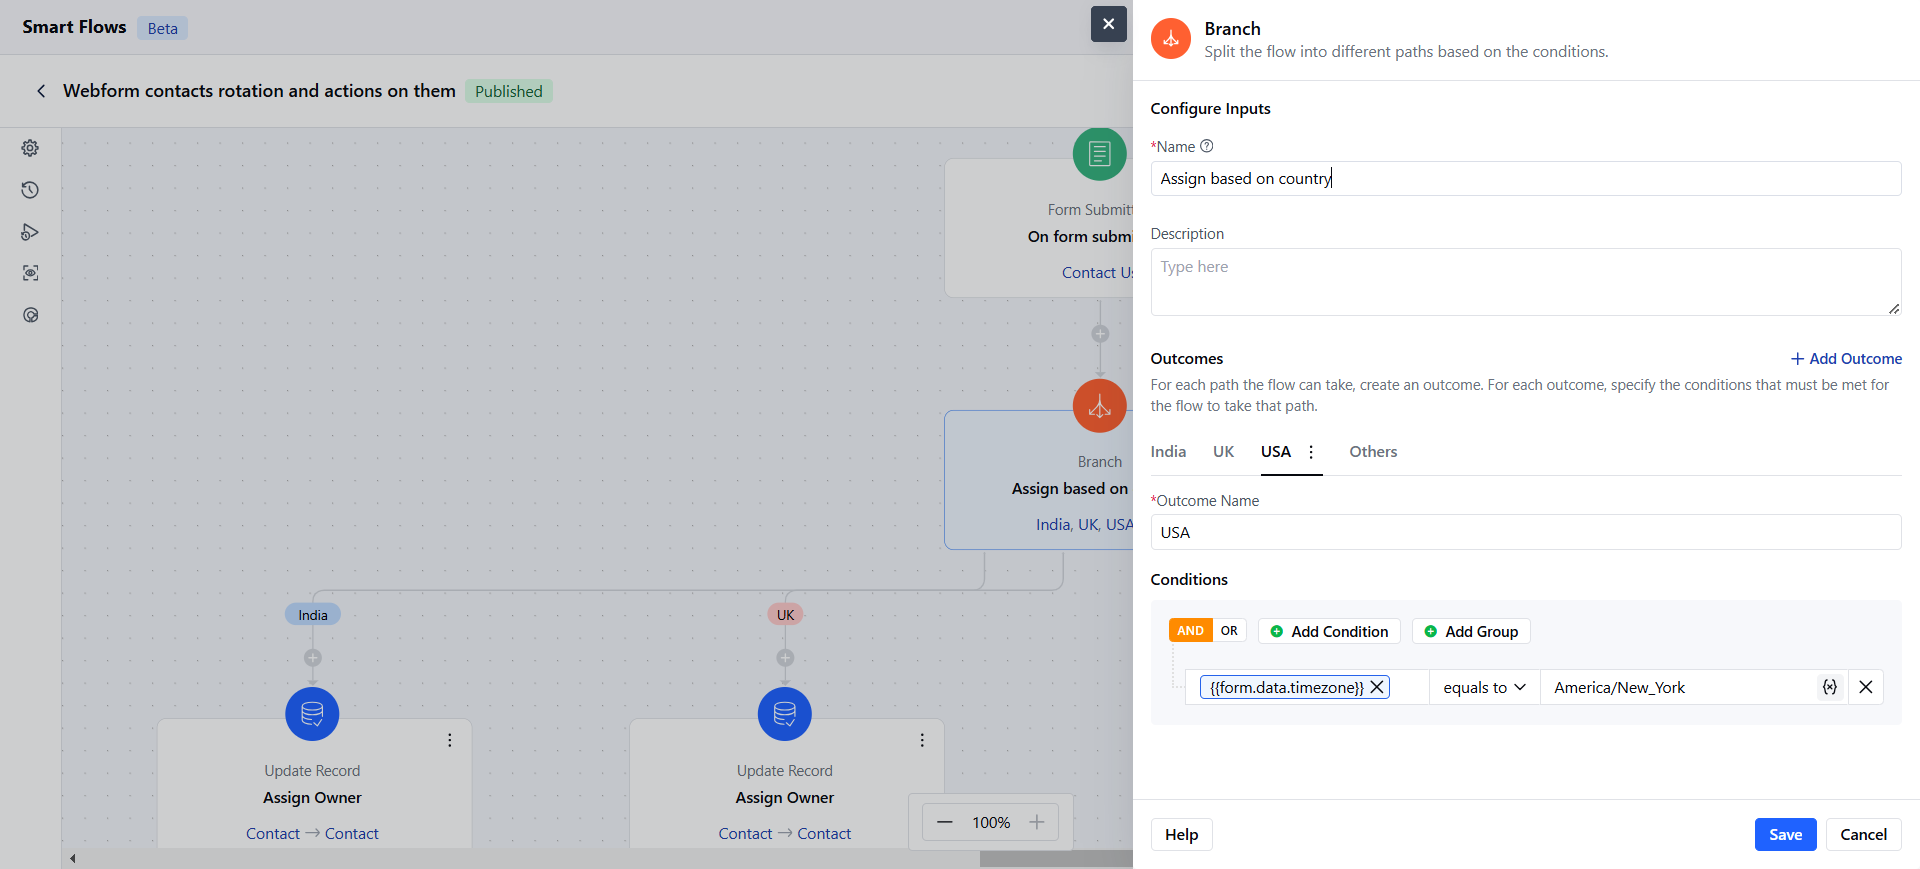 Smart Flows Beta
Webform contacts rotation and actions on them Published
Form Submitt
On form submi
Contact Us
Branch
Assign based on
India, UK, USA
India
UK
Update Record
Assign Owner
Contact → Contact
Update Record
Assign Owner
Contact → Contact
100%
Branch
Split the flow into different paths based on the conditions.
Configure Inputs
*Name
Assign based on country
Description
Type here
Outcomes
+ Add Outcome
For each path the flow can take, create an outcome. For each outcome, specify the conditions that must be met for
the flow to take that path.
India UK USA Others
*Outcome Name
USA
Conditions
AND OR Add Condition Add Group
{{form.data.timezone}} equals to America/New_York
Help Save Cancel